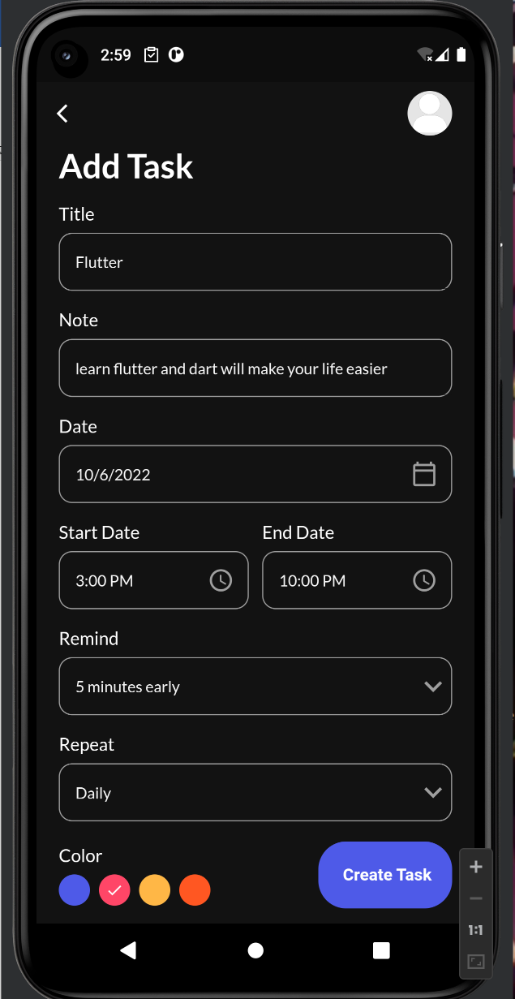 2:59
Add Task
Title
Flutter
Note
learn flutter and dart will make your life easier
Date
10/6/2022
Start Date End Date
3:00 PM 10:00 PM
Remind
5 minutes early
Repeat
Daily
Color
Create Task
1:1